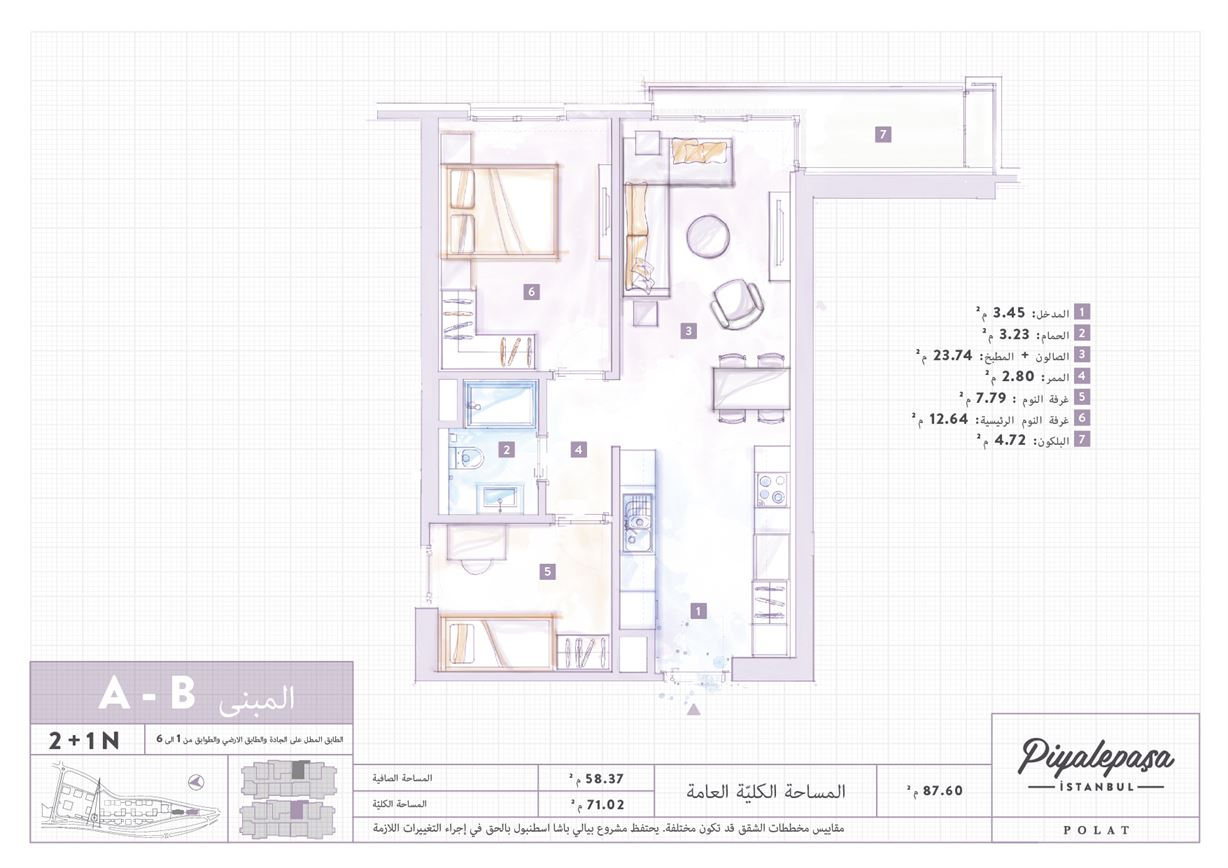 7
6
3
2
4
5
1
1 المدخل: 3.45 م²
2 الحمام: 3.23 م²
3 الصالون + المطبخ: 23.74 م²
4 الممر: 2.80 م²
5 غرفة النوم : 7.79 م²
6 غرفة النوم الرئيسية: 12.64 م²
7 البلكون: 4.72 م²
المبنى A - B
2+1N
الطابق المطل على الجادة والطابق الارضي والطوابق من 1 الى 6
المساحة الصافية 58.37 م²
المساحة الكليّة 71.02 م²
المساحة الكليّة العامة 87.60 م²
مقاييس مخططات الشقق قد تكون مختلفة. يحتفظ مشروع بيالي باشا اسطنبول بالحق في إجراء التغييرات اللازمة
Piyalepaşa
İSTANBUL
POLAT